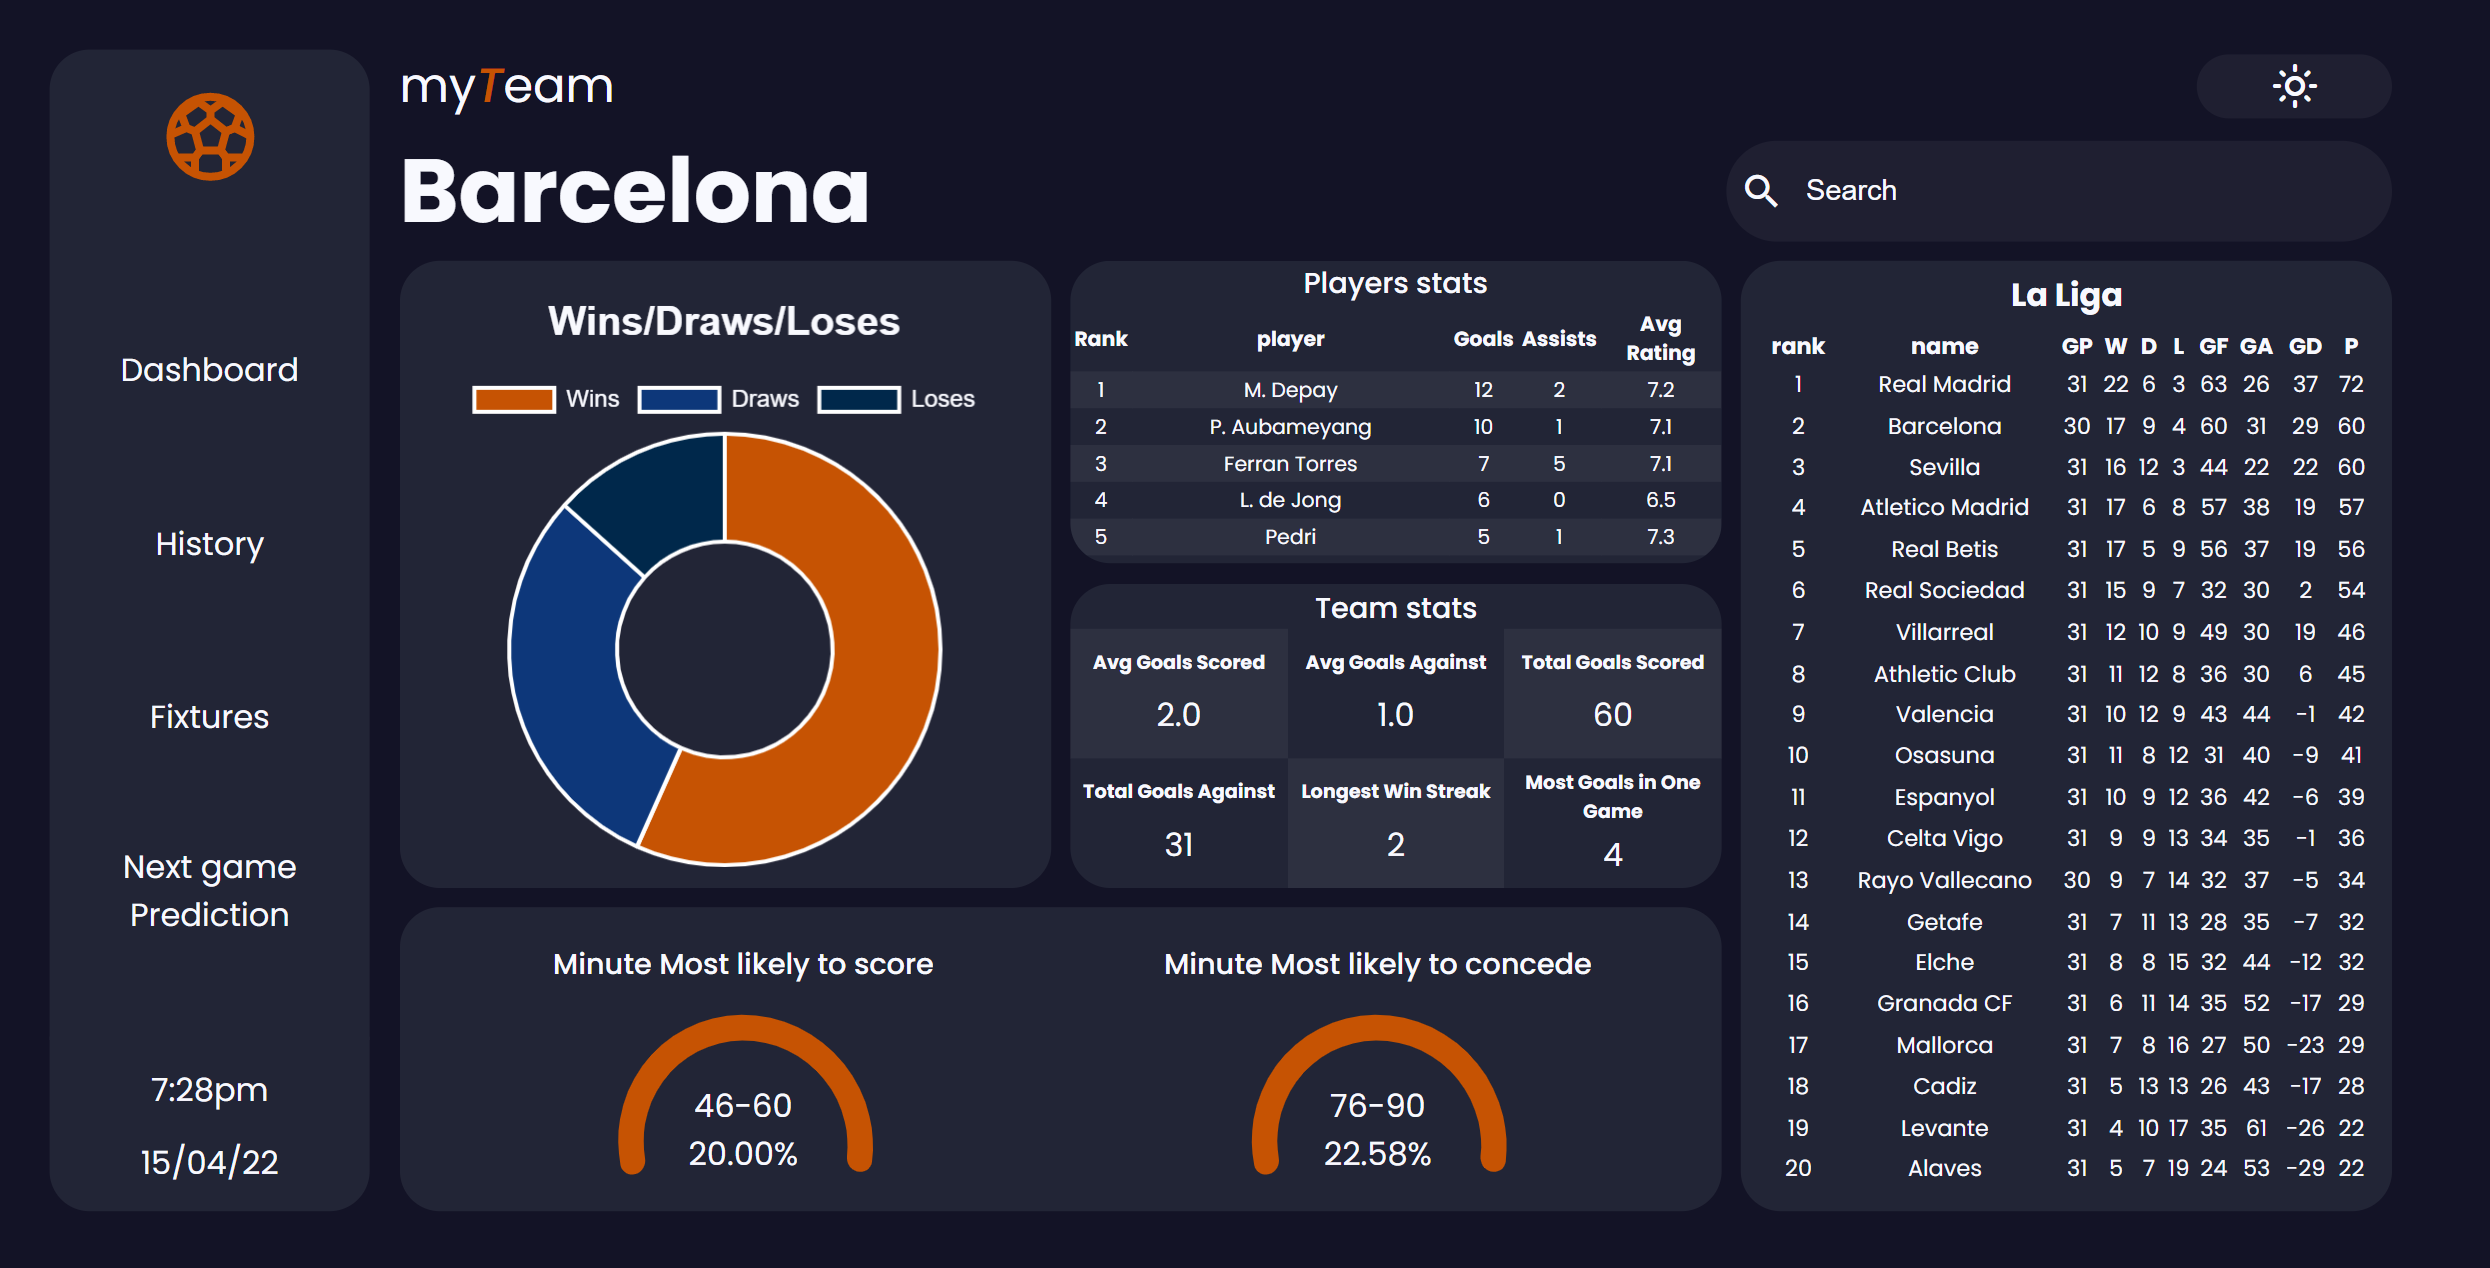 myTeam
Barcelona
Search
Dashboard
History
Fixtures
Next game
Prediction
7:28pm
15/04/22
Wins/Draws/Loses
Wins Draws Loses
Players stats
Rank player Goals Assists Avg Rating
1 M. Depay 12 2 7.2
2 P. Aubameyang 10 1 7.1
3 Ferran Torres 7 5 7.1
4 L. de Jong 6 0 6.5
5 Pedri 5 1 7.3
Team stats
Avg Goals Scored Avg Goals Against Total Goals Scored
2.0 1.0 60
Total Goals Against Longest Win Streak Most Goals in One Game
31 2 4
Minute Most likely to score
46-60
20.00%
Minute Most likely to concede
76-90
22.58%
La Liga
rank name GP W D L GF GA GD P
1 Real Madrid 31 22 6 3 63 26 37 72
2 Barcelona 30 17 9 4 60 31 29 60
3 Sevilla 31 16 12 3 44 22 22 60
4 Atletico Madrid 31 17 6 8 57 38 19 57
5 Real Betis 31 17 5 9 56 37 19 56
6 Real Sociedad 31 15 9 7 32 30 2 54
7 Villarreal 31 12 10 9 49 30 19 46
8 Athletic Club 31 11 12 8 36 30 6 45
9 Valencia 31 10 12 9 43 44 -1 42
10 Osasuna 31 11 8 12 31 40 -9 41
11 Espanyol 31 10 9 12 36 42 -6 39
12 Celta Vigo 31 9 9 13 34 35 -1 36
13 Rayo Vallecano 30 9 7 14 32 37 -5 34
14 Getafe 31 7 11 13 28 35 -7 32
15 Elche 31 8 8 15 32 44 -12 32
16 Granada CF 31 6 11 14 35 52 -17 29
17 Mallorca 31 7 8 16 27 50 -23 29
18 Cadiz 31 5 13 13 26 43 -17 28
19 Levante 31 4 10 17 35 61 -26 22
20 Alaves 31 5 7 19 24 53 -29 22